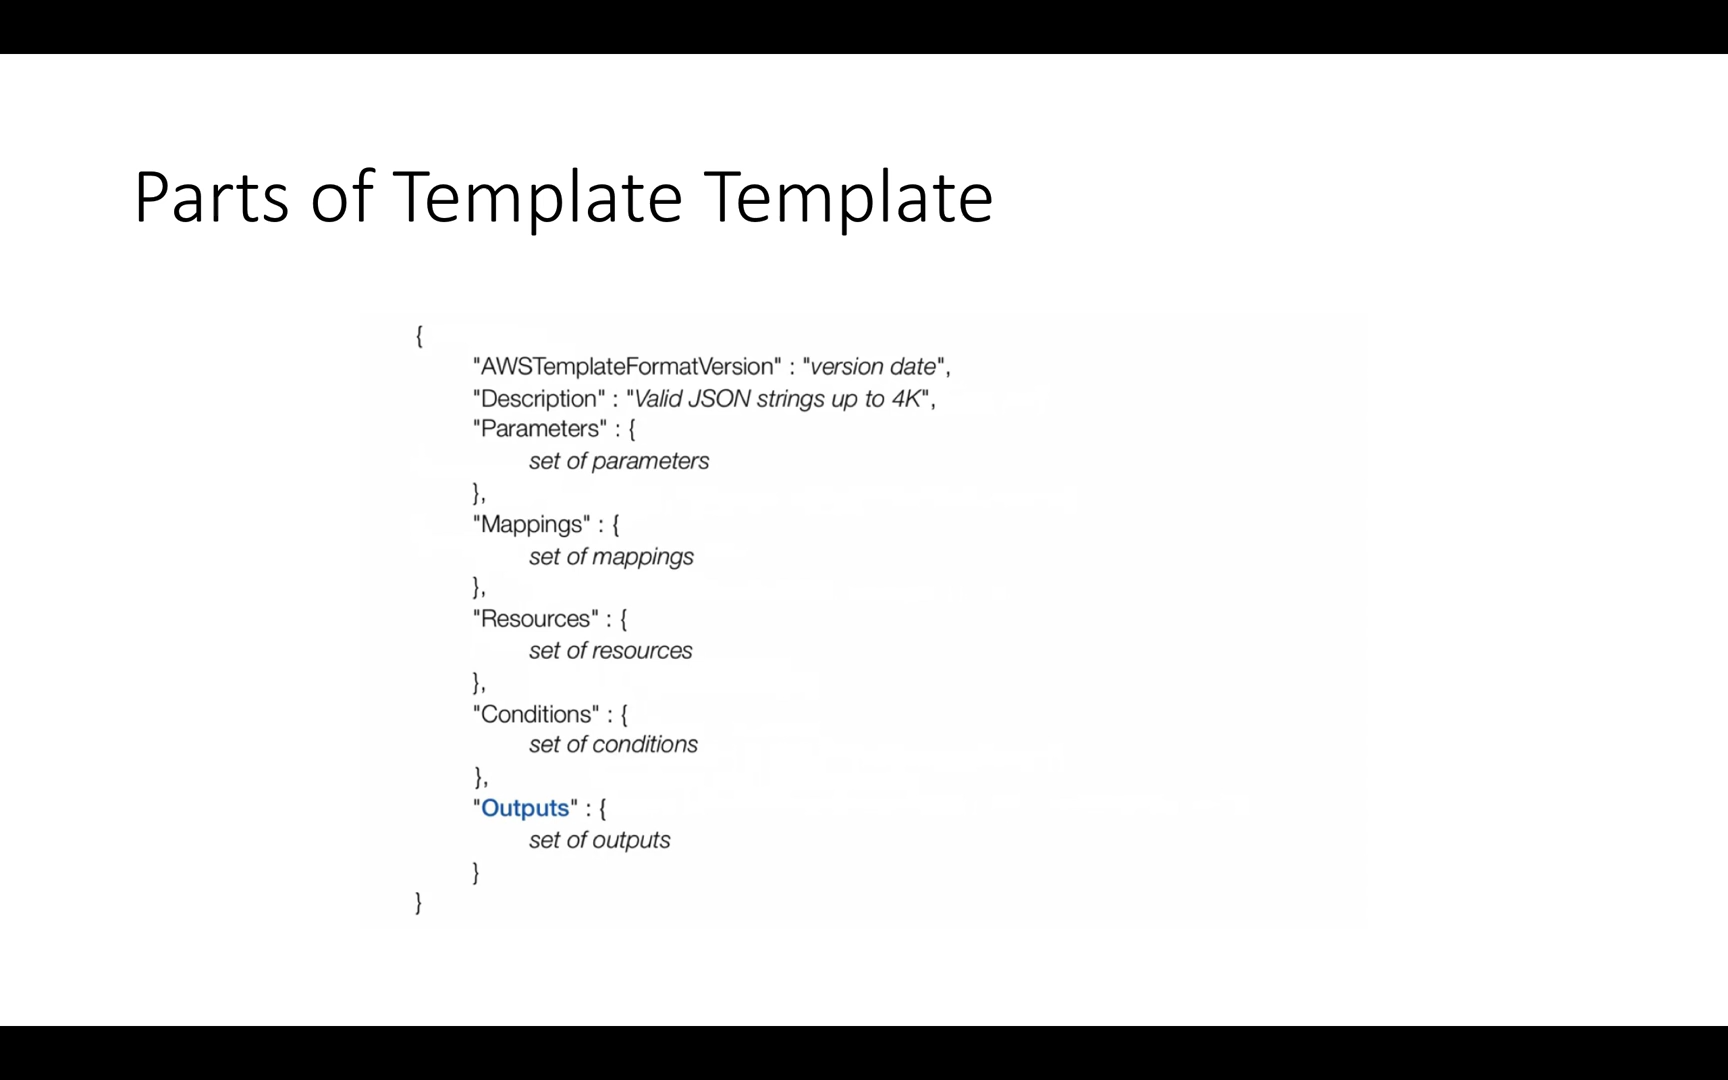 Parts of Template Template
{
"AWSTemplateFormatVersion" : "version date",
"Description" : "Valid JSON strings up to 4K",
"Parameters" : {
set of parameters
},
"Mappings" : {
set of mappings
},
"Resources" : {
set of resources
},
"Conditions" : {
set of conditions
},
"Outputs" : {
set of outputs
}
}